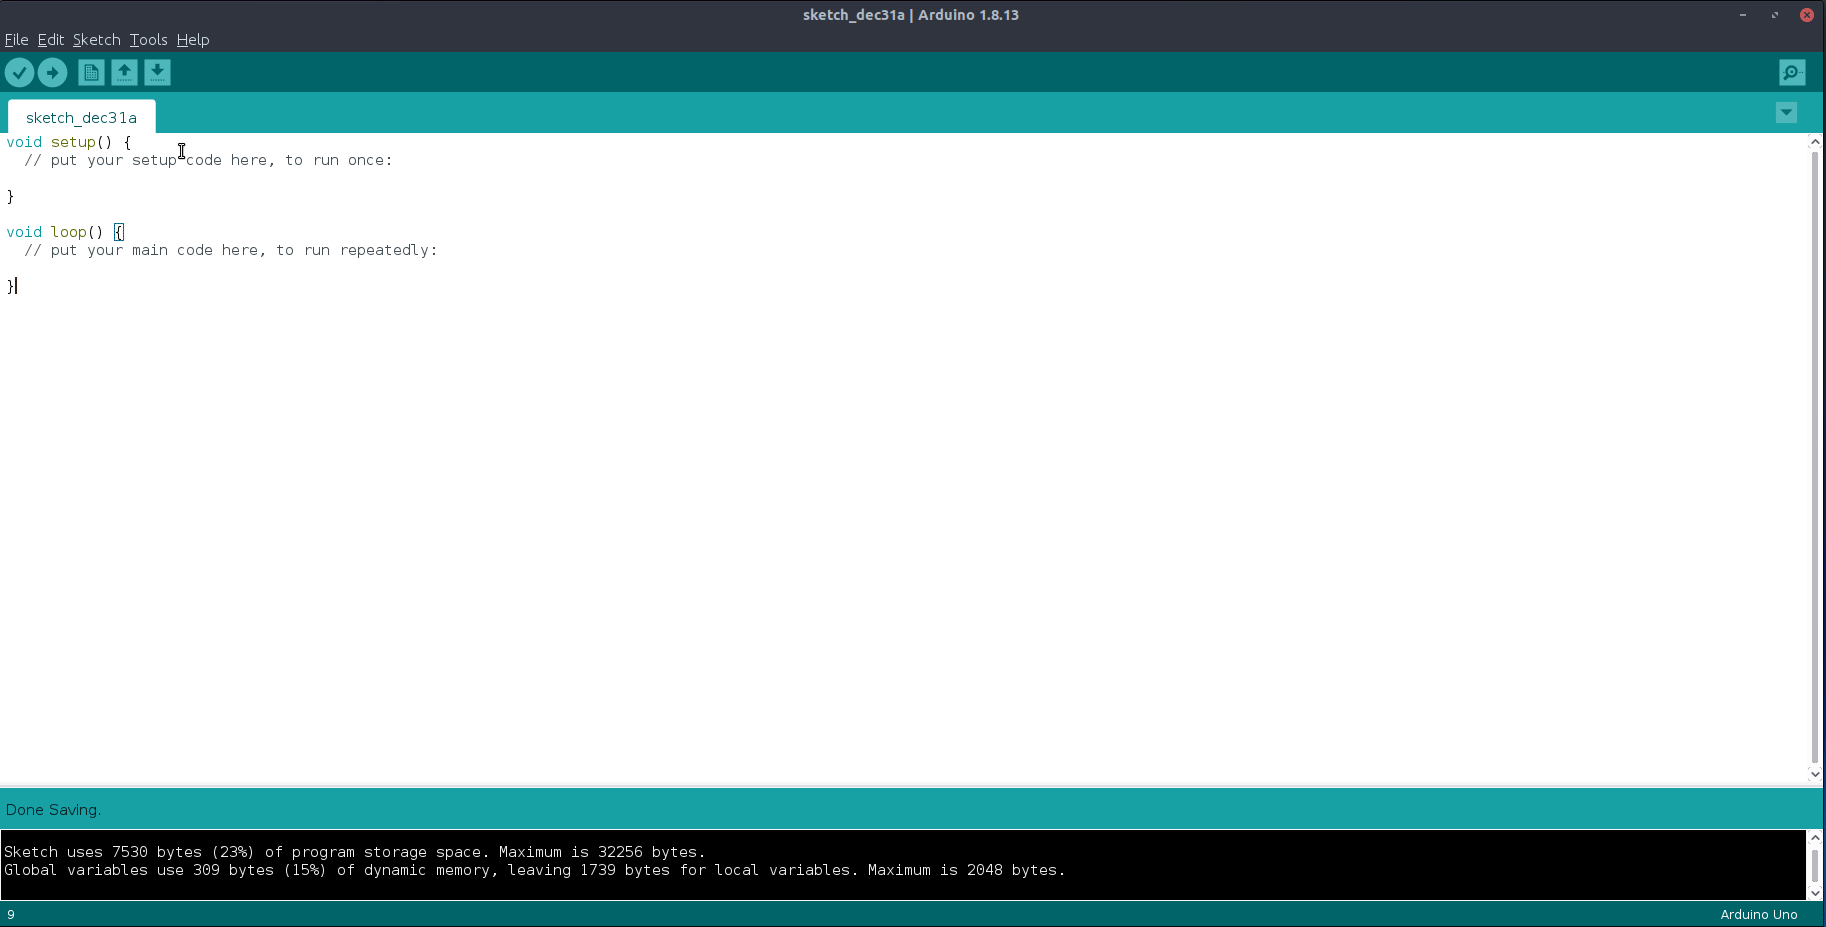 sketch_dec31a | Arduino 1.8.13
File Edit Sketch Tools Help
sketch_dec31a
void setup() {
  // put your setup code here, to run once:
}
void loop() {
  // put your main code here, to run repeatedly:
}
Done Saving.
Sketch uses 7530 bytes (23%) of program storage space. Maximum is 32256 bytes.
Global variables use 309 bytes (15%) of dynamic memory, leaving 1739 bytes for local variables. Maximum is 2048 bytes.
9 Arduino Uno